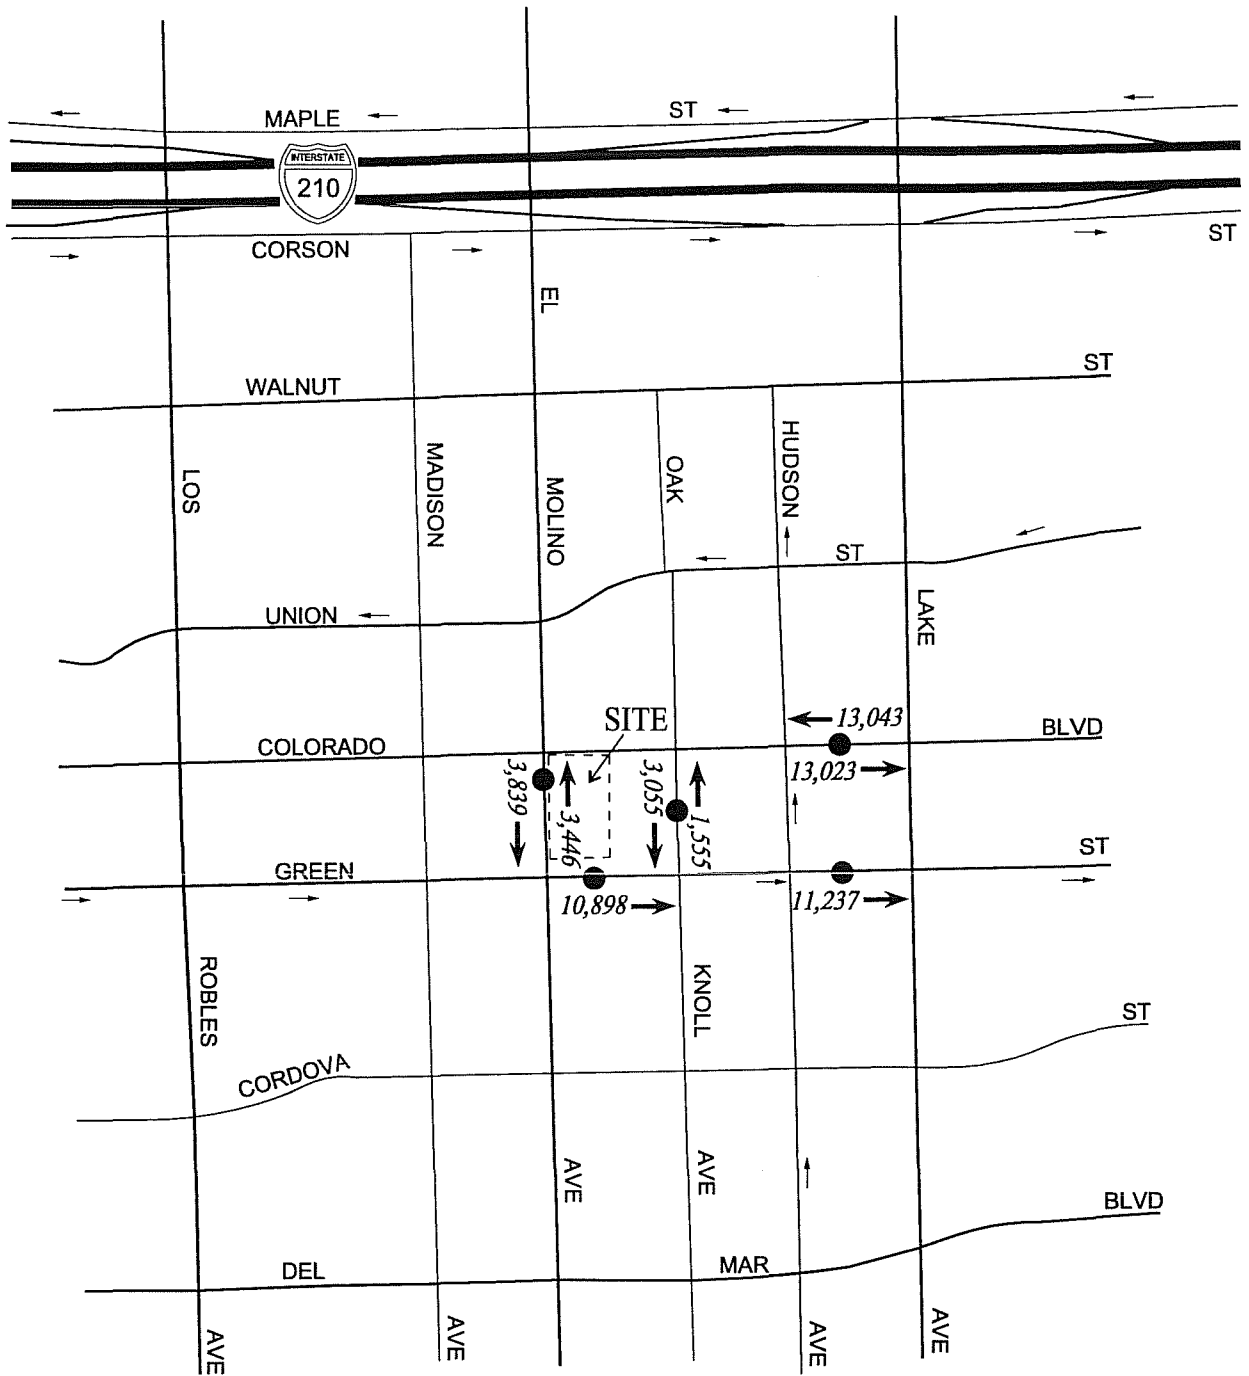 MAPLE
ST
INTERSTATE
210
CORSON
ST
EL
WALNUT
ST
LOS
MADISON
MOLINO
OAK
HUDSON
ST
UNION
LAKE
SITE
13,043
COLORADO
BLVD
13,023
3,839
3,446
3,055
1,555
GREEN
ST
10,898
11,237
ROBLES
KNOLL
ST
CORDOVA
AVE
AVE
BLVD
DEL
MAR
AVE
AVE
AVE
AVE